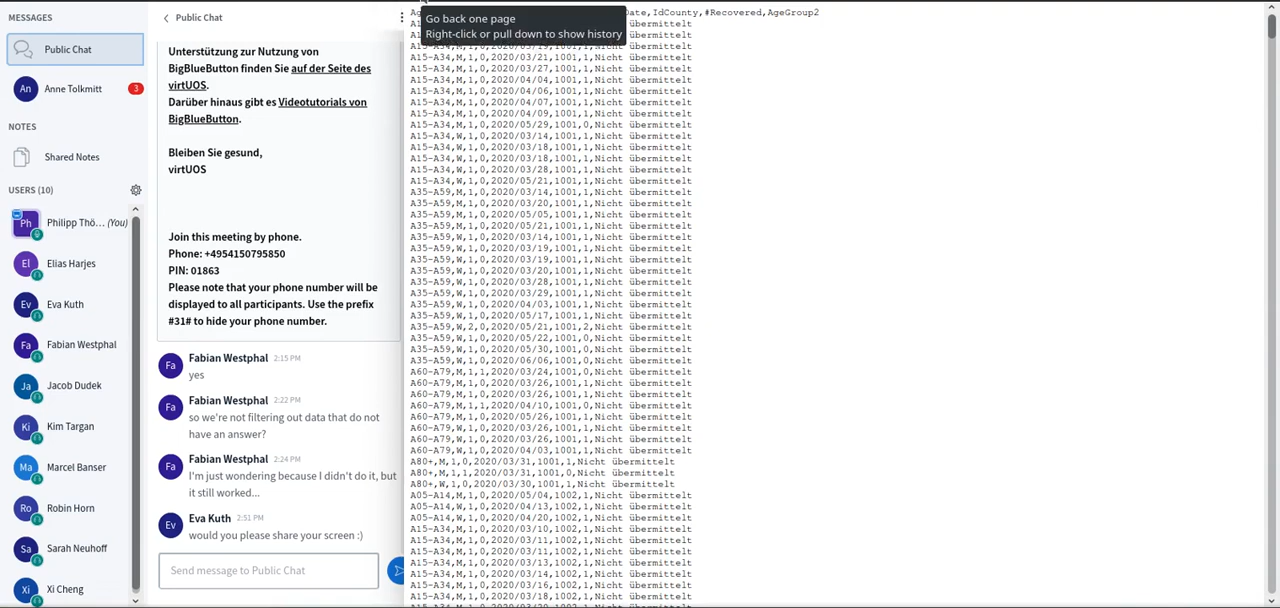 MESSAGES
Public Chat
An Anne Tolkmitt 3
NOTES
Shared Notes
USERS (10)
Ph Philipp Thö... (You)
El Elias Harjes
Ev Eva Kuth
Fa Fabian Westphal
Ja Jacob Dudek
Ki Kim Targan
Ma Marcel Banser
Ro Robin Horn
Sa Sarah Neuhoff
Xi Xi Cheng
Public Chat
Unterstützung zur Nutzung von
BigBlueButton finden Sie auf der Seite des
virtUOS.
Darüber hinaus gibt es Videotutorials von
BigBlueButton.
Bleiben Sie gesund,
virtUOS
Join this meeting by phone.
Phone: +4954150795850
PIN: 01863
Please note that your phone number will be
displayed to all participants. Use the prefix
#31# to hide your phone number.
Fa Fabian Westphal 2:15 PM
yes
Fa Fabian Westphal 2:22 PM
so we're not filtering out data that do not
have an answer?
Fa Fabian Westphal 2:24 PM
I'm just wondering because I didn't do it, but
it still worked...
Ev Eva Kuth 2:51 PM
would you please share your screen :)
Send message to Public Chat
Go back one page
Right-click or pull down to show history
Date,IdCounty,#Recovered,AgeGroup2
übermittelt
übermittelt
A15-A34,M,1,0,2020/03/19,1001,1,Nicht übermittelt
A15-A34,M,1,0,2020/03/21,1001,1,Nicht übermittelt
A15-A34,M,1,0,2020/03/27,1001,1,Nicht übermittelt
A15-A34,M,1,0,2020/04/04,1001,1,Nicht übermittelt
A15-A34,M,1,0,2020/04/06,1001,1,Nicht übermittelt
A15-A34,M,1,0,2020/04/07,1001,1,Nicht übermittelt
A15-A34,M,1,0,2020/04/09,1001,1,Nicht übermittelt
A15-A34,M,1,0,2020/05/29,1001,0,Nicht übermittelt
A15-A34,W,1,0,2020/03/14,1001,1,Nicht übermittelt
A15-A34,W,1,0,2020/03/18,1001,1,Nicht übermittelt
A15-A34,W,1,0,2020/03/18,1001,1,Nicht übermittelt
A15-A34,W,1,0,2020/03/28,1001,1,Nicht übermittelt
A15-A34,W,1,0,2020/05/21,1001,1,Nicht übermittelt
A35-A59,M,1,0,2020/03/14,1001,1,Nicht übermittelt
A35-A59,M,1,0,2020/03/20,1001,1,Nicht übermittelt
A35-A59,M,1,0,2020/05/05,1001,1,Nicht übermittelt
A35-A59,M,1,0,2020/05/21,1001,1,Nicht übermittelt
A35-A59,W,1,0,2020/03/14,1001,1,Nicht übermittelt
A35-A59,W,1,0,2020/03/19,1001,1,Nicht übermittelt
A35-A59,W,1,0,2020/03/20,1001,1,Nicht übermittelt
A35-A59,W,1,0,2020/03/28,1001,1,Nicht übermittelt
A35-A59,W,1,0,2020/03/29,1001,1,Nicht übermittelt
A35-A59,W,1,0,2020/04/03,1001,1,Nicht übermittelt
A35-A59,W,1,0,2020/05/17,1001,1,Nicht übermittelt
A35-A59,W,2,0,2020/05/21,1001,2,Nicht übermittelt
A35-A59,W,1,0,2020/05/22,1001,0,Nicht übermittelt
A35-A59,W,1,0,2020/05/30,1001,0,Nicht übermittelt
A35-A59,W,1,0,2020/06/06,1001,0,Nicht übermittelt
A60-A79,M,1,1,2020/03/24,1001,0,Nicht übermittelt
A60-A79,M,1,0,2020/03/26,1001,1,Nicht übermittelt
A60-A79,M,1,0,2020/03/26,1001,1,Nicht übermittelt
A60-A79,M,1,1,2020/04/10,1001,0,Nicht übermittelt
A60-A79,M,1,0,2020/05/26,1001,1,Nicht übermittelt
A60-A79,W,1,0,2020/03/26,1001,1,Nicht übermittelt
A60-A79,W,1,0,2020/03/26,1001,1,Nicht übermittelt
A60-A79,W,1,0,2020/04/03,1001,1,Nicht übermittelt
A80+,M,1,0,2020/03/31,1001,1,Nicht übermittelt
A80+,M,1,1,2020/03/31,1001,0,Nicht übermittelt
A80+,W,1,0,2020/03/30,1001,1,Nicht übermittelt
A05-A14,M,1,0,2020/05/04,1002,1,Nicht übermittelt
A05-A14,W,1,0,2020/04/13,1002,1,Nicht übermittelt
A05-A14,W,1,0,2020/04/20,1002,1,Nicht übermittelt
A15-A34,M,1,0,2020/03/10,1002,1,Nicht übermittelt
A15-A34,M,1,0,2020/03/11,1002,1,Nicht übermittelt
A15-A34,M,1,0,2020/03/11,1002,1,Nicht übermittelt
A15-A34,M,1,0,2020/03/13,1002,1,Nicht übermittelt
A15-A34,M,1,0,2020/03/14,1002,1,Nicht übermittelt
A15-A34,M,1,0,2020/03/16,1002,1,Nicht übermittelt
A15-A34,M,1,0,2020/03/18,1002,1,Nicht übermittelt